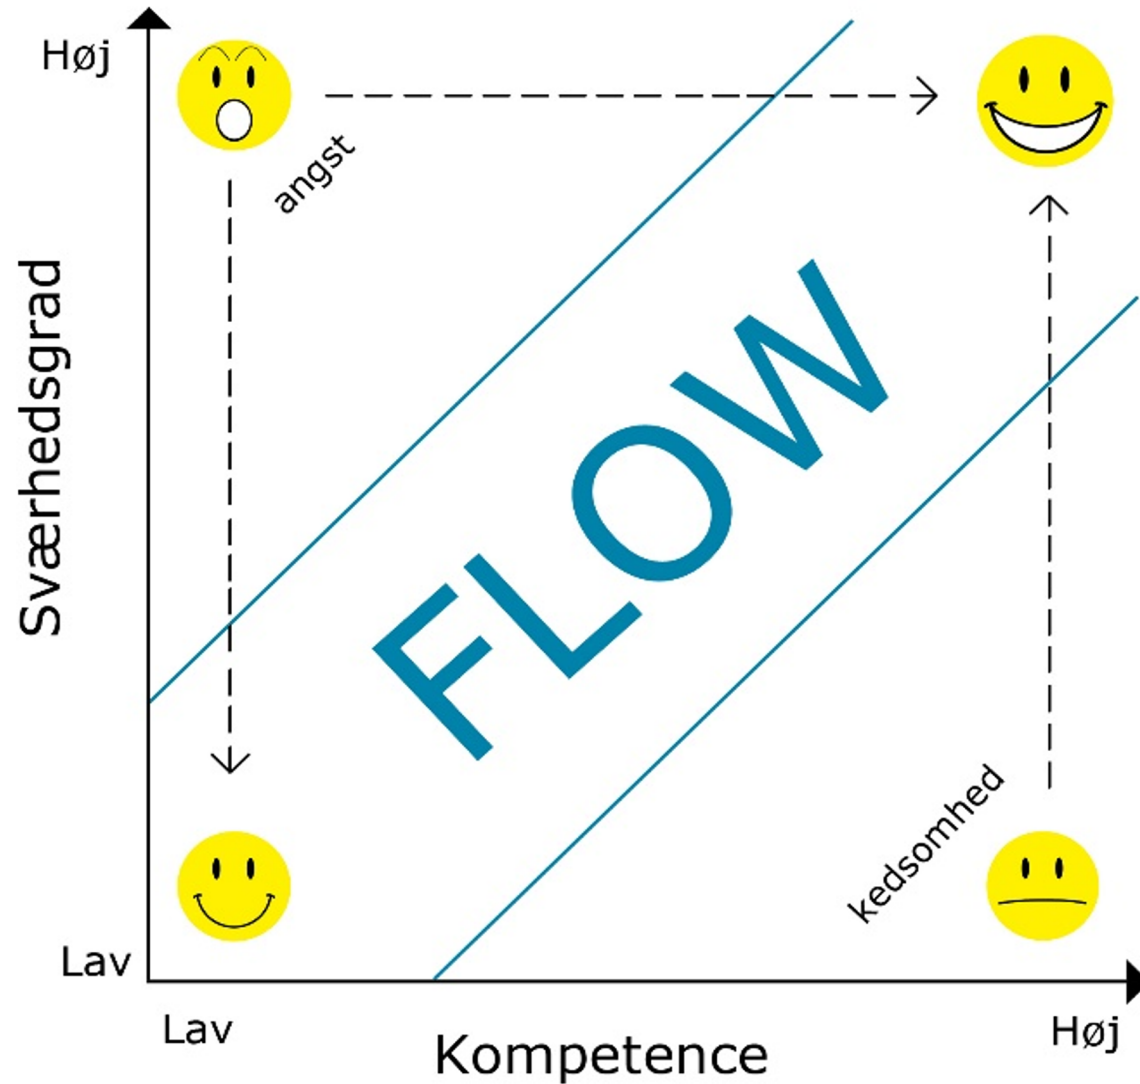 Høj
angst
Sværhedsgrad
FLOW
kedsomhed
Lav
Lav
Høj
Kompetence